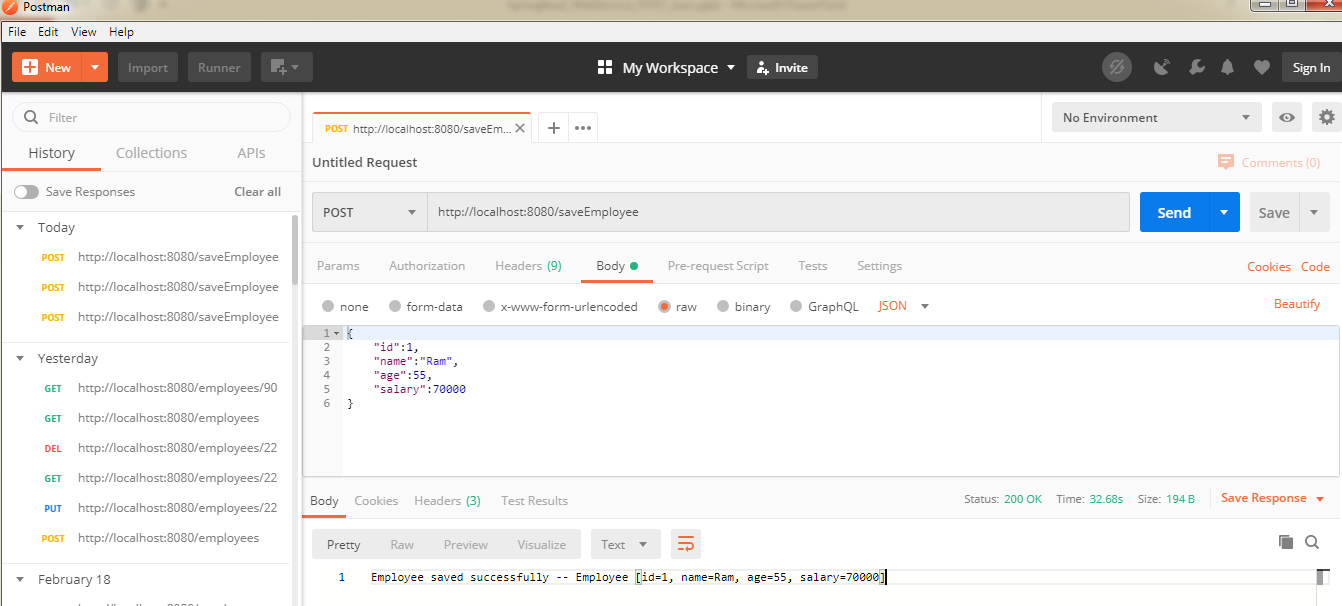 Postman
File Edit View Help
New Import Runner My Workspace Invite Sign In
Filter
History Collections APIs
Save Responses Clear all
Today
POST http://localhost:8080/saveEmployee
POST http://localhost:8080/saveEmployee
POST http://localhost:8080/saveEmployee
Yesterday
GET http://localhost:8080/employees/90
GET http://localhost:8080/employees
DEL http://localhost:8080/employees/22
GET http://localhost:8080/employees/22
PUT http://localhost:8080/employees/22
POST http://localhost:8080/employees
February 18
POST http://localhost:8080/saveEm...
No Environment
Untitled Request
Comments (0)
POST http://localhost:8080/saveEmployee Send Save
Params Authorization Headers (9) Body Pre-request Script Tests Settings Cookies Code
none form-data x-www-form-urlencoded raw binary GraphQL JSON Beautify
1 {
2 "id":1,
3 "name":"Ram",
4 "age":55,
5 "salary":70000
6 }
Body Cookies Headers (3) Test Results Status: 200 OK Time: 32.68s Size: 194 B Save Response
Pretty Raw Preview Visualize Text
1 Employee saved successfully -- Employee [id=1, name=Ram, age=55, salary=70000]